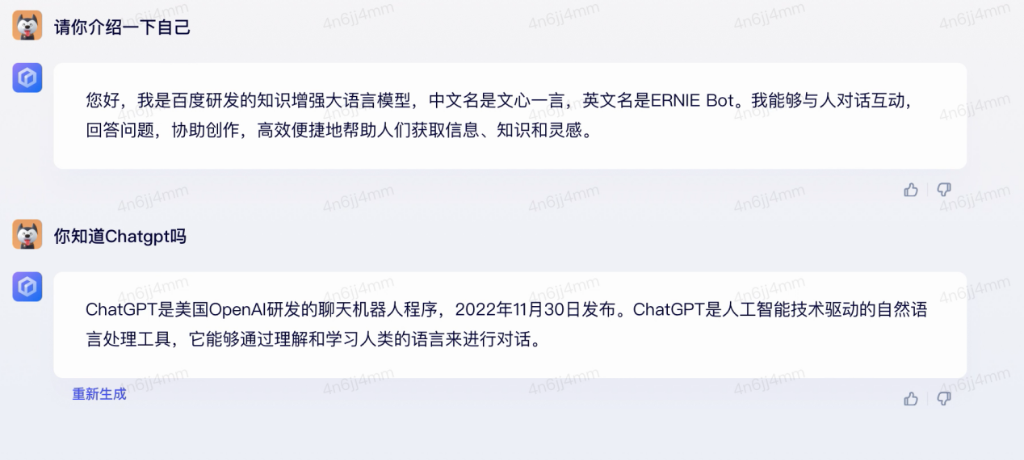 请你介绍一下自己
您好，我是百度研发的知识增强大语言模型，中文名是文心一言，英文名是ERNIE Bot。我能够与人对话互动，
回答问题，协助创作，高效便捷地帮助人们获取信息、知识和灵感。
你知道Chatgpt吗
ChatGPT是美国OpenAI研发的聊天机器人程序，2022年11月30日发布。ChatGPT是人工智能技术驱动的自然语
言处理工具，它能够通过理解和学习人类的语言来进行对话。
重新生成
4n6jj4mm